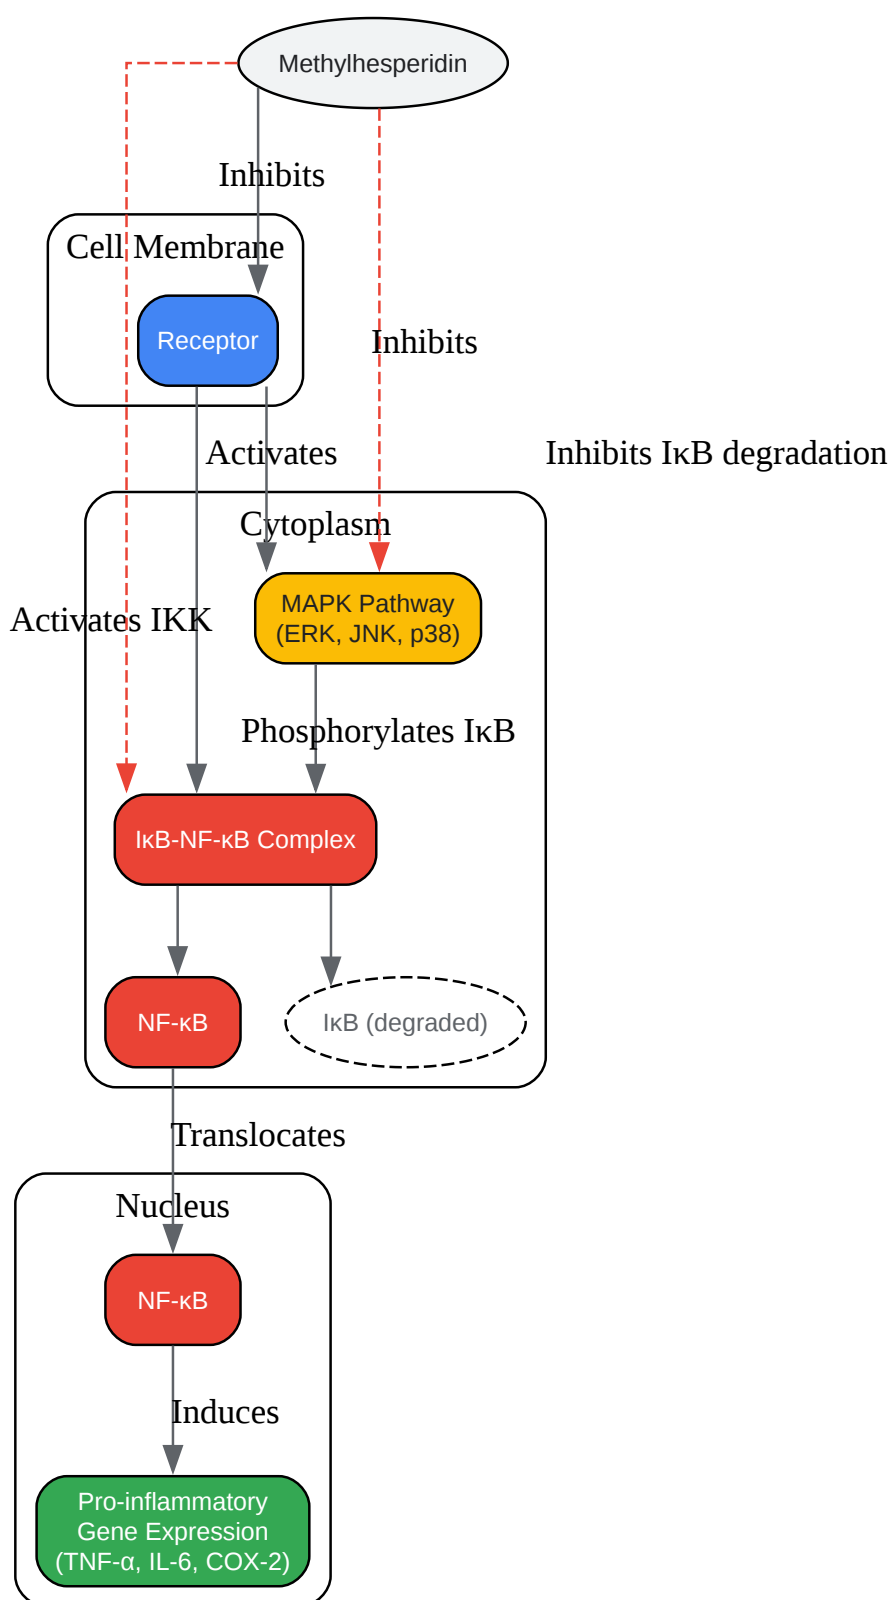 Methylhesperidin
Inhibits
Cell Membrane
Receptor
Inhibits
Activates
Inhibits IκB degradation
Cytoplasm
MAPK Pathway
(ERK, JNK, p38)
Activates IKK
Phosphorylates IκB
IκB-NF-κB Complex
NF-κB
IκB (degraded)
Translocates
Nucleus
NF-κB
Induces
Pro-inflammatory
Gene Expression
(TNF-α, IL-6, COX-2)